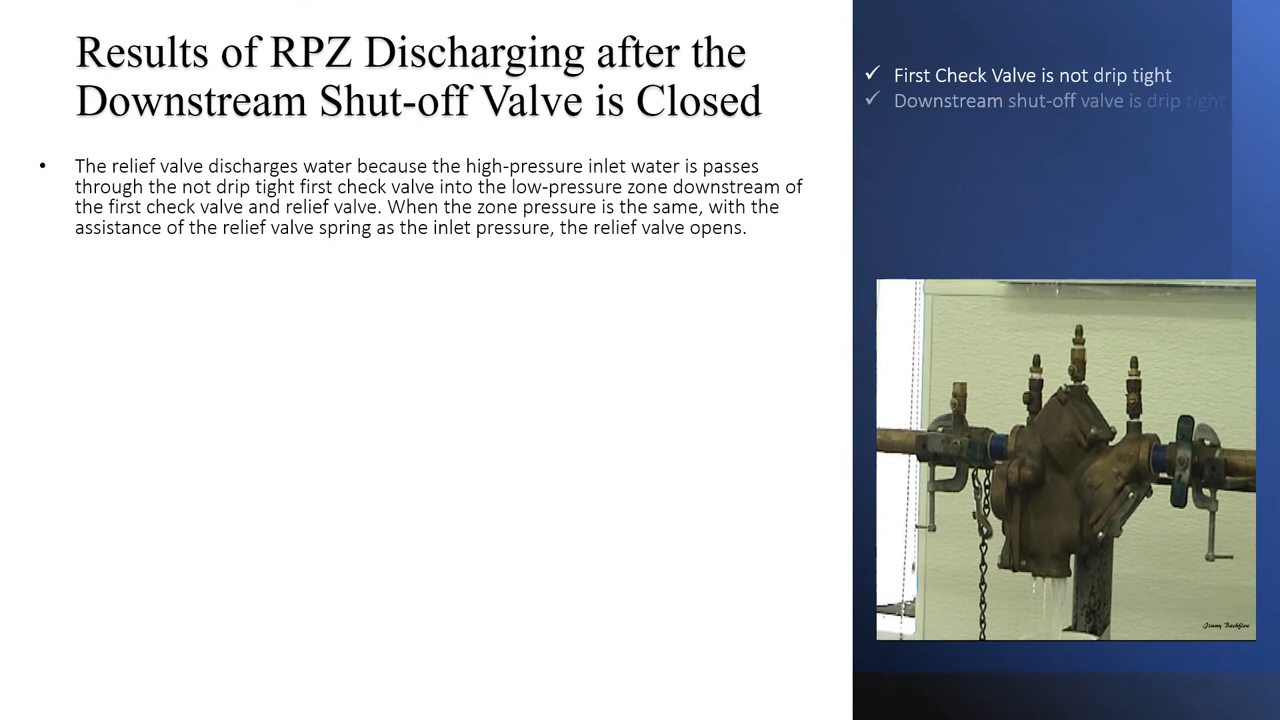 Results of RPZ Discharging after the
Downstream Shut-off Valve is Closed
• The relief valve discharges water because the high-pressure inlet water is passes
through the not drip tight first check valve into the low-pressure zone downstream of
the first check valve and relief valve. When the zone pressure is the same, with the
assistance of the relief valve spring as the inlet pressure, the relief valve opens.
✓ First Check Valve is not drip tight
✓ Downstream shut-off valve is drip tight
Jimmy Backflow